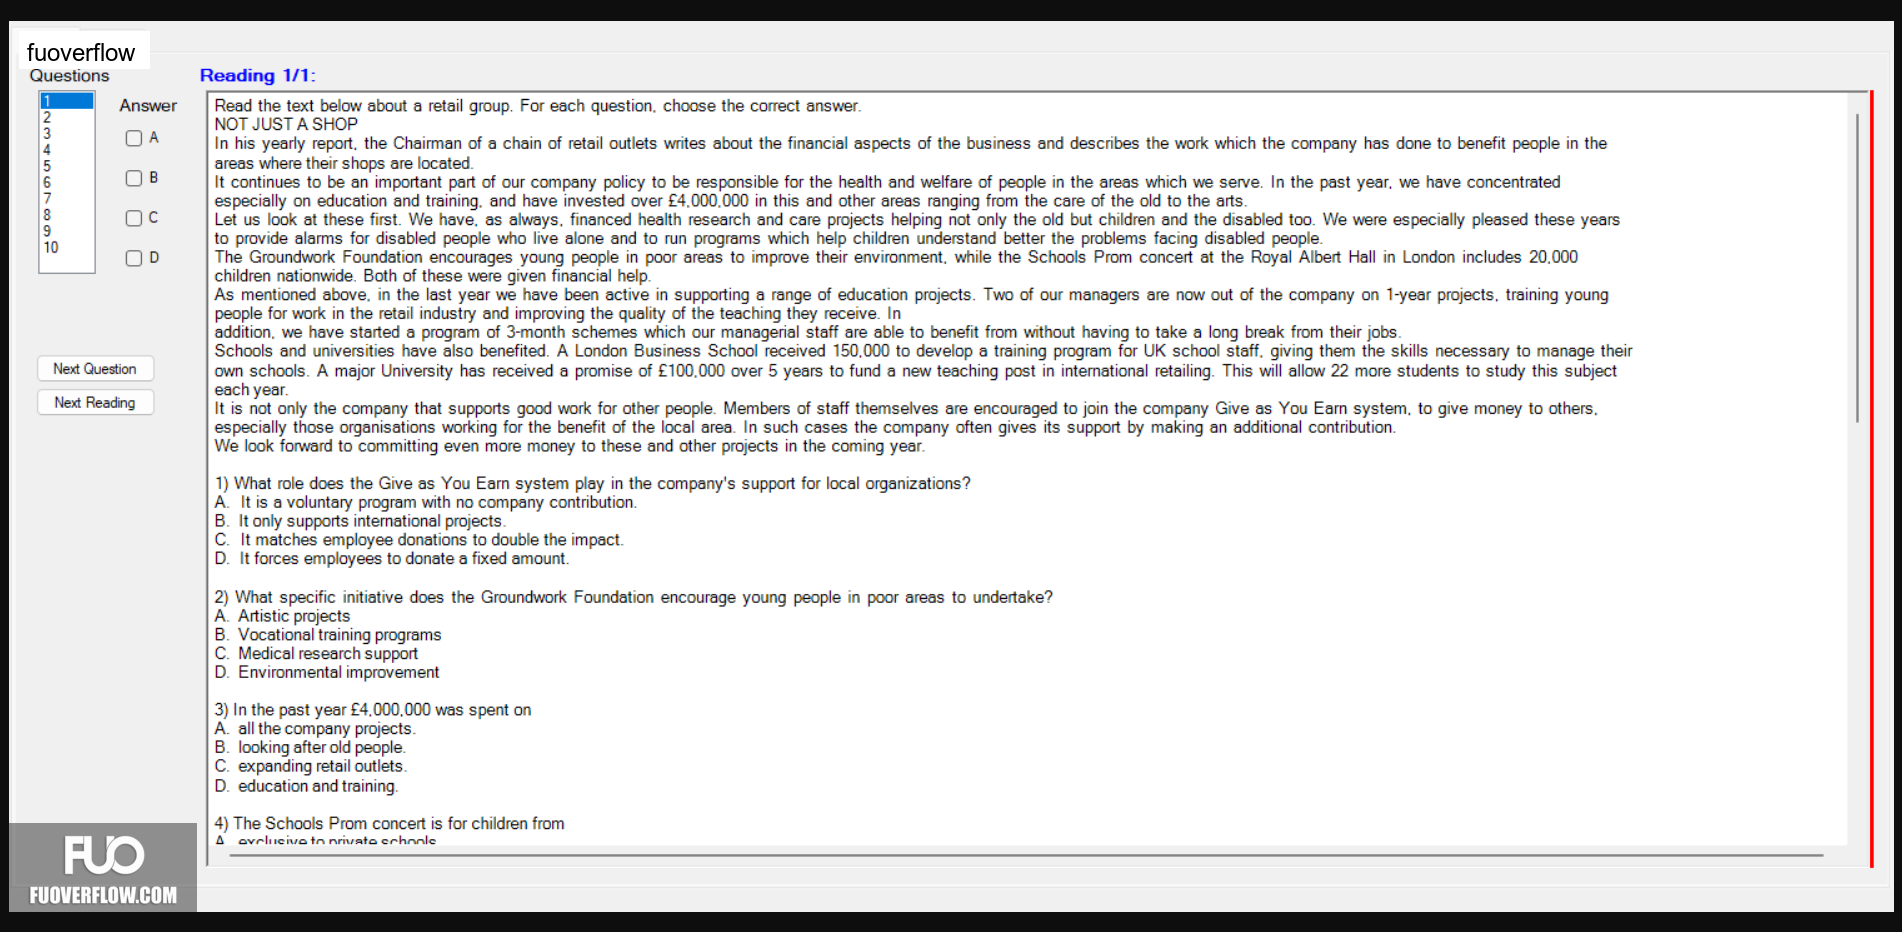 fuoverflow
Questions
Reading 1/1:
1
2
3
4
5
6
7
8
9
10
Answer
A
B
C
D
Next Question
Next Reading
Read the text below about a retail group. For each question, choose the correct answer.
NOT JUST A SHOP
In his yearly report, the Chairman of a chain of retail outlets writes about the financial aspects of the business and describes the work which the company has done to benefit people in the
areas where their shops are located.
It continues to be an important part of our company policy to be responsible for the health and welfare of people in the areas which we serve. In the past year, we have concentrated
especially on education and training, and have invested over £4,000,000 in this and other areas ranging from the care of the old to the arts.
Let us look at these first. We have, as always, financed health research and care projects helping not only the old but children and the disabled too. We were especially pleased these years
to provide alarms for disabled people who live alone and to run programs which help children understand better the problems facing disabled people.
The Groundwork Foundation encourages young people in poor areas to improve their environment, while the Schools Prom concert at the Royal Albert Hall in London includes 20,000
children nationwide. Both of these were given financial help.
As mentioned above, in the last year we have been active in supporting a range of education projects. Two of our managers are now out of the company on 1-year projects, training young
people for work in the retail industry and improving the quality of the teaching they receive. In
addition, we have started a program of 3-month schemes which our managerial staff are able to benefit from without having to take a long break from their jobs.
Schools and universities have also benefited. A London Business School received 150,000 to develop a training program for UK school staff, giving them the skills necessary to manage their
own schools. A major University has received a promise of £100,000 over 5 years to fund a new teaching post in international retailing. This will allow 22 more students to study this subject
each year.
It is not only the company that supports good work for other people. Members of staff themselves are encouraged to join the company Give as You Earn system, to give money to others,
especially those organisations working for the benefit of the local area. In such cases the company often gives its support by making an additional contribution.
We look forward to committing even more money to these and other projects in the coming year.
1) What role does the Give as You Earn system play in the company's support for local organizations?
A. It is a voluntary program with no company contribution.
B. It only supports international projects.
C. It matches employee donations to double the impact.
D. It forces employees to donate a fixed amount.
2) What specific initiative does the Groundwork Foundation encourage young people in poor areas to undertake?
A. Artistic projects
B. Vocational training programs
C. Medical research support
D. Environmental improvement
3) In the past year £4,000,000 was spent on
A. all the company projects.
B. looking after old people.
C. expanding retail outlets.
D. education and training.
4) The Schools Prom concert is for children from
A. exclusive to private schools
FUO
FUOVERFLOW.COM